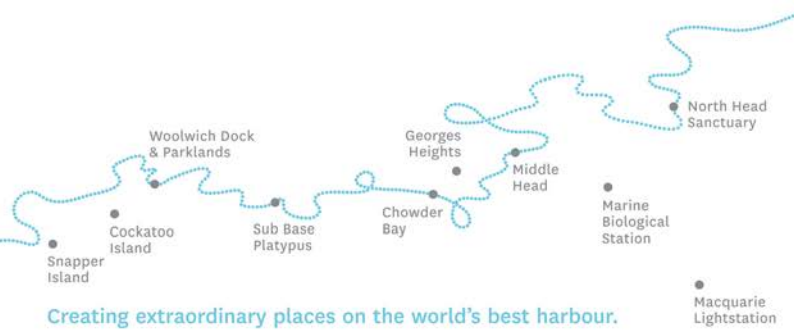 North Head
Sanctuary
Woolwich Dock
& Parklands
Georges
Heights
Middle
Head
Marine
Biological
Station
Chowder
Bay
Sub Base
Platypus
Cockatoo
Island
Snapper
Island
Macquarie
Lightstation
Creating extraordinary places on the world's best harbour.